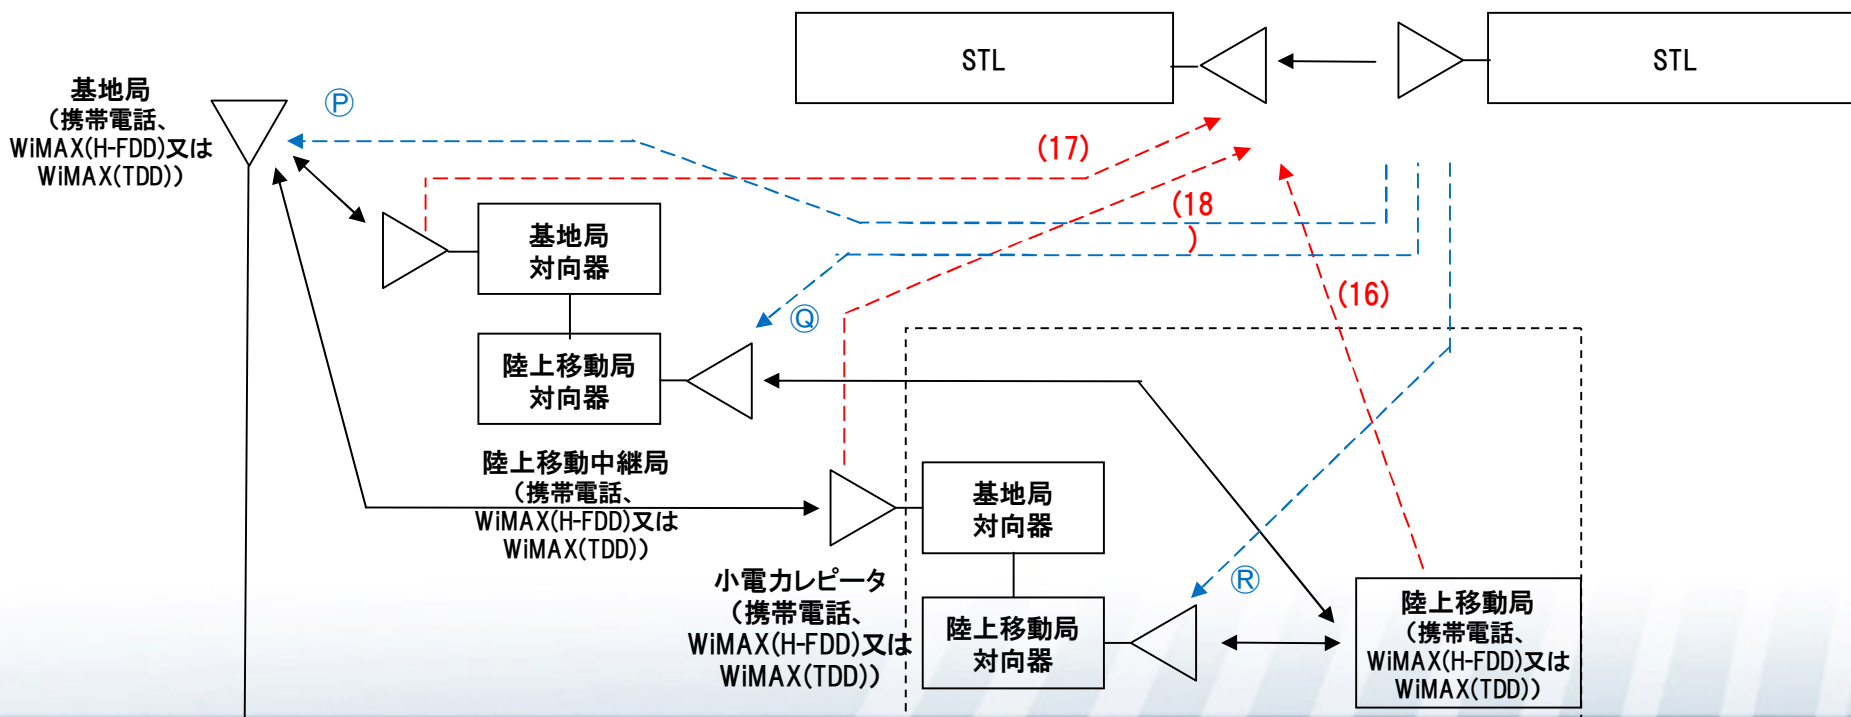 STL
STL
基地局
（携帯電話、
WiMAX(H-FDD)又は
WiMAX(TDD)）
Ⓟ
(17)
(18
)
基地局
対向器
Ⓠ
(16)
陸上移動局
対向器
陸上移動中継局
（携帯電話、
WiMAX(H-FDD)又は
WiMAX(TDD)）
基地局
対向器
小電力レピータ
（携帯電話、
WiMAX(H-FDD)又は
WiMAX(TDD)）
Ⓡ
陸上移動局
対向器
陸上移動局
（携帯電話、
WiMAX(H-FDD)又は
WiMAX(TDD)）